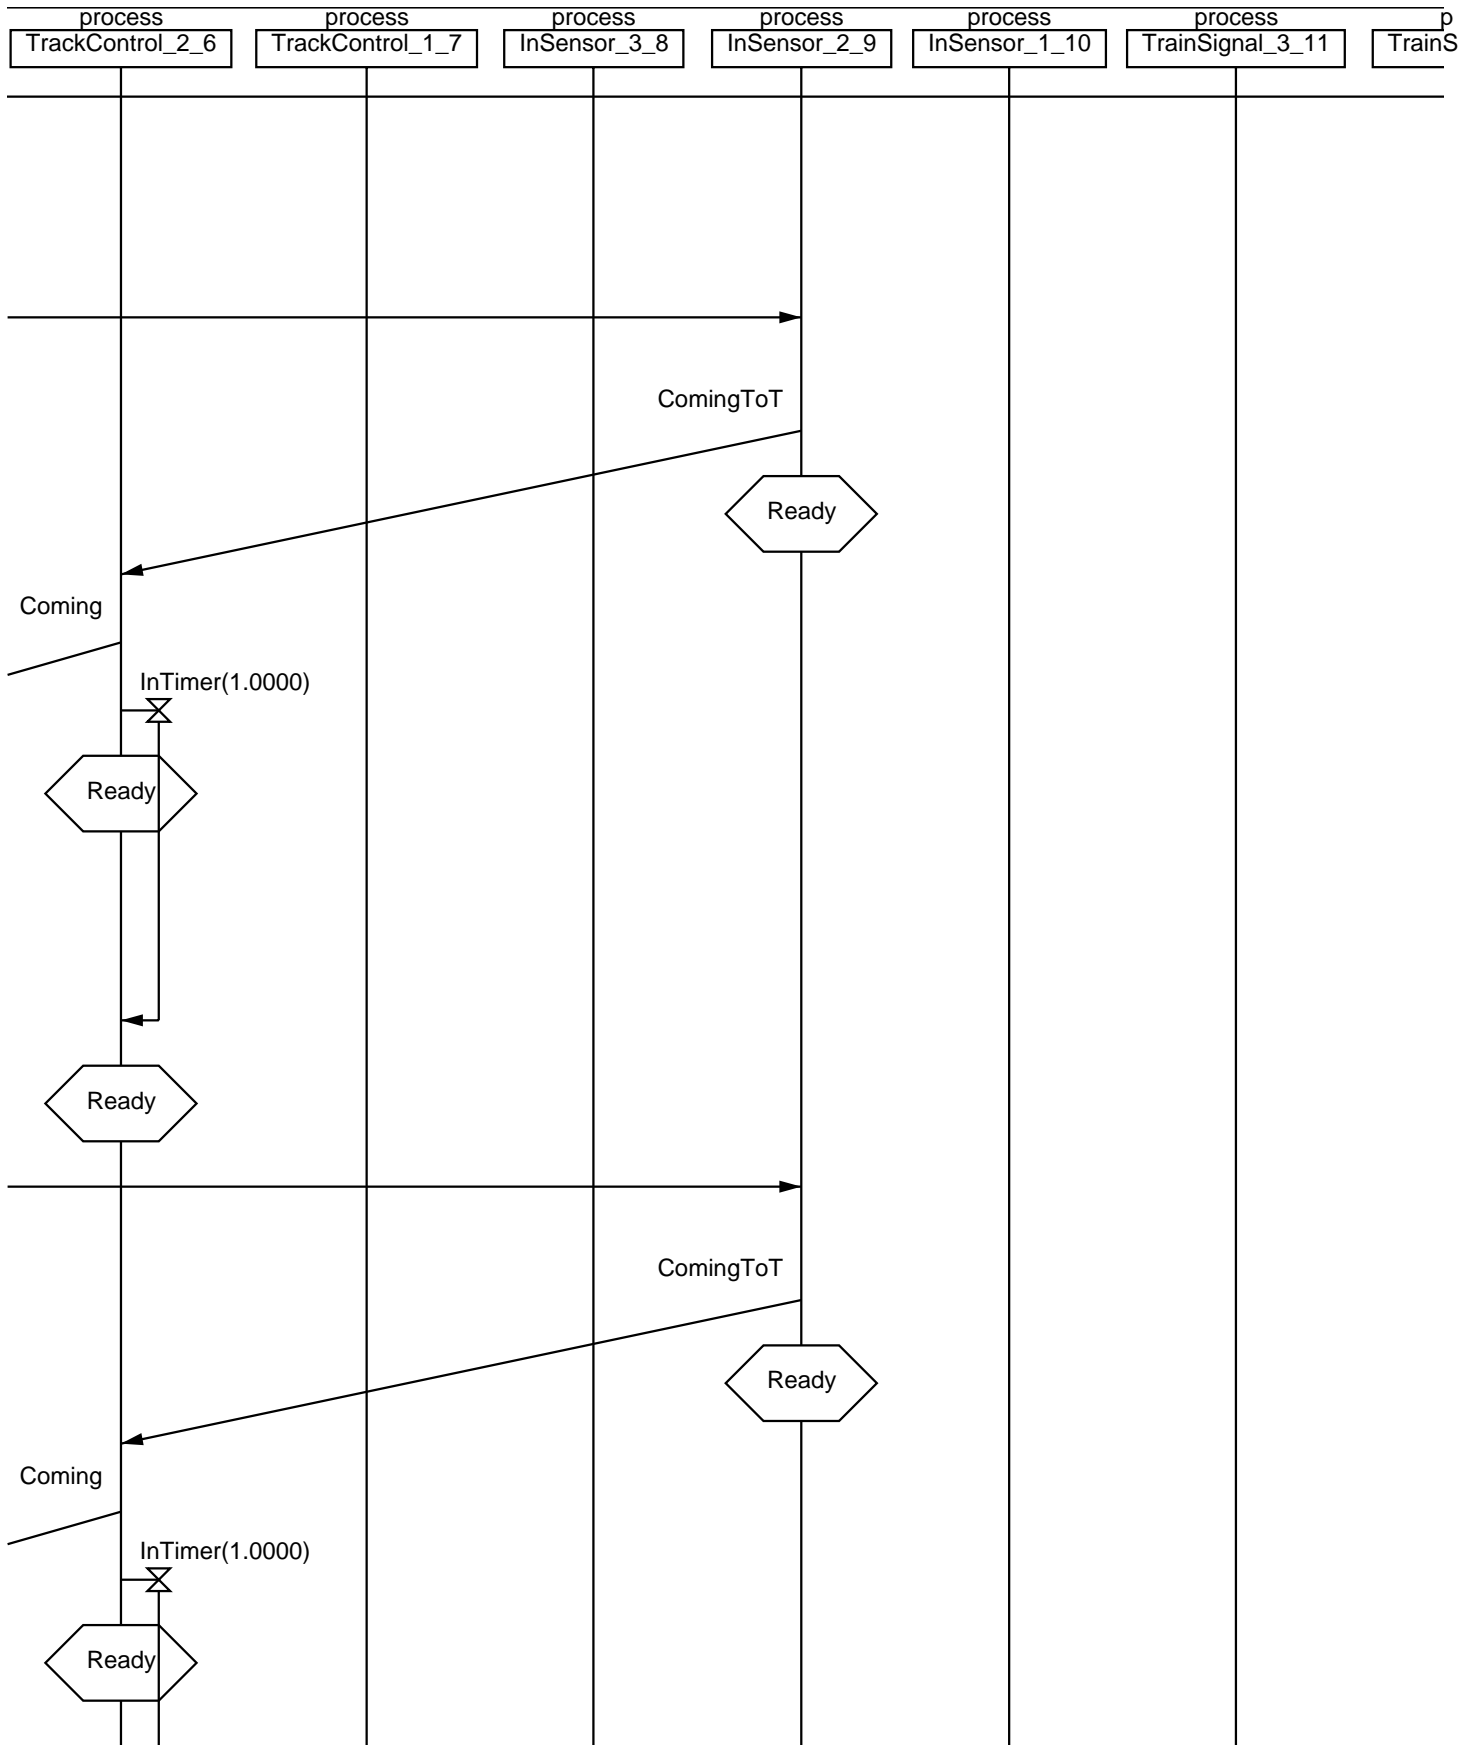 process process process process process process p
TrackControl_2_6 TrackControl_1_7 InSensor_3_8 InSensor_2_9 InSensor_1_10 TrainSignal_3_11 TrainS
ComingToT
Ready
Coming
InTimer(1.0000)
Ready
Ready
ComingToT
Ready
Coming
InTimer(1.0000)
Ready